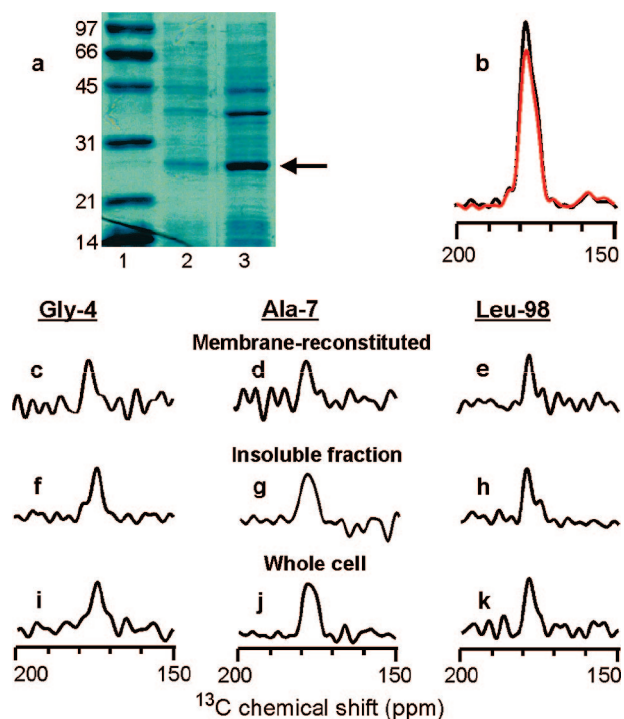 97
66
a
45
31
21
14
1 2 3
b
200 150
Gly-4 Ala-7 Leu-98
Membrane-reconstituted
c d e
Insoluble fraction
f g h
Whole cell
i j k
200 150 200 150 200 150
¹³C chemical shift (ppm)